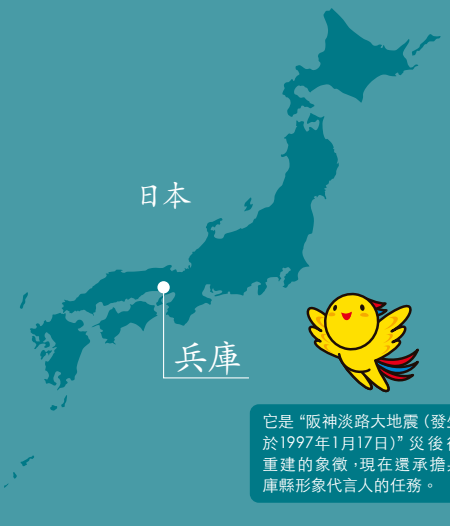 日本
兵庫
它是“阪神淡路大地震(發生
於1997年1月17日)”災後
重建的象徵,現在還承擔
庫縣形象代言人的任務。